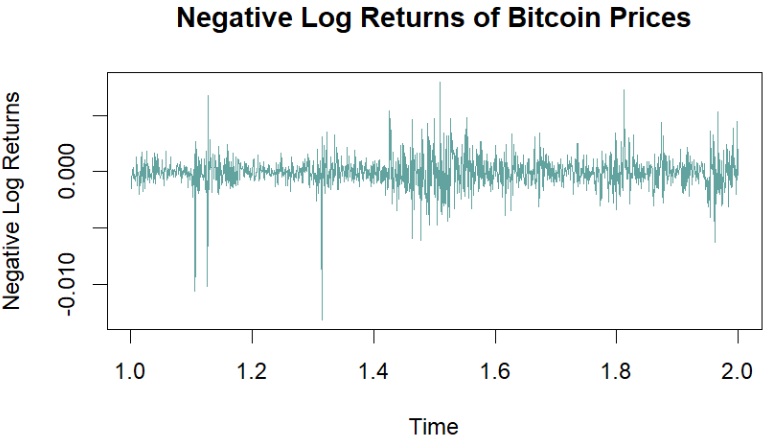 Negative Log Returns of Bitcoin Prices
Negative Log Returns
0.000
-0.010
1.0 1.2 1.4 1.6 1.8 2.0
Time